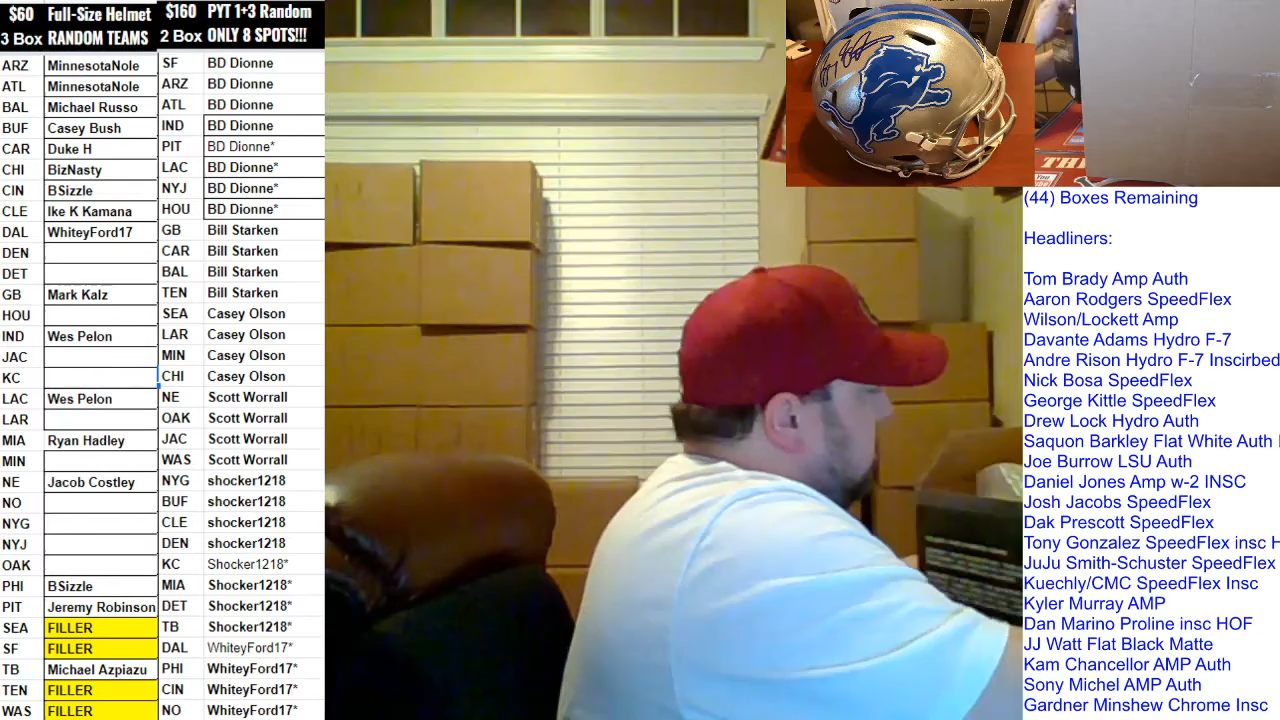 $60 Full-Size Helmet
3 Box RANDOM TEAMS
ARZ MinnesotaNole
ATL MinnesotaNole
BAL Michael Russo
BUF Casey Bush
CAR Duke H
CHI BizNasty
CIN BSizzle
CLE Ike K Kamana
DAL WhiteyFord17
DEN
DET
GB Mark Kalz
HOU
IND Wes Pelon
JAC
KC
LAC Wes Pelon
LAR
MIA Ryan Hadley
MIN
NE Jacob Costley
NO
NYG
NYJ
OAK
PHI BSizzle
PIT Jeremy Robinson
SEA FILLER
SF FILLER
TB Michael Azpiazu
TEN FILLER
WAS FILLER
$160 PYT 1+3 Random
2 Box ONLY 8 SPOTS!!!
SF BD Dionne
ARZ BD Dionne
ATL BD Dionne
IND BD Dionne
PIT BD Dionne*
LAC BD Dionne*
NYJ BD Dionne*
HOU BD Dionne*
GB Bill Starken
CAR Bill Starken
BAL Bill Starken
TEN Bill Starken
SEA Casey Olson
LAR Casey Olson
MIN Casey Olson
CHI Casey Olson
NE Scott Worrall
OAK Scott Worrall
JAC Scott Worrall
WAS Scott Worrall
NYG shocker1218
BUF shocker1218
CLE shocker1218
DEN shocker1218
KC Shocker1218*
MIA Shocker1218*
DET Shocker1218*
TB Shocker1218*
DAL WhiteyFord17*
PHI WhiteyFord17*
CIN WhiteyFord17*
NO WhiteyFord17*
TH
You
(44) Boxes Remaining
Headliners:
Tom Brady Amp Auth
Aaron Rodgers SpeedFlex
Wilson/Lockett Amp
Davante Adams Hydro F-7
Andre Rison Hydro F-7 Inscirbed
Nick Bosa SpeedFlex
George Kittle SpeedFlex
Drew Lock Hydro Auth
Saquon Barkley Flat White Auth
Joe Burrow LSU Auth
Daniel Jones Amp w-2 INSC
Josh Jacobs SpeedFlex
Dak Prescott SpeedFlex
Tony Gonzalez SpeedFlex insc H
JuJu Smith-Schuster SpeedFlex
Kuechly/CMC SpeedFlex Insc
Kyler Murray AMP
Dan Marino Proline insc HOF
JJ Watt Flat Black Matte
Kam Chancellor AMP Auth
Sony Michel AMP Auth
Gardner Minshew Chrome Insc